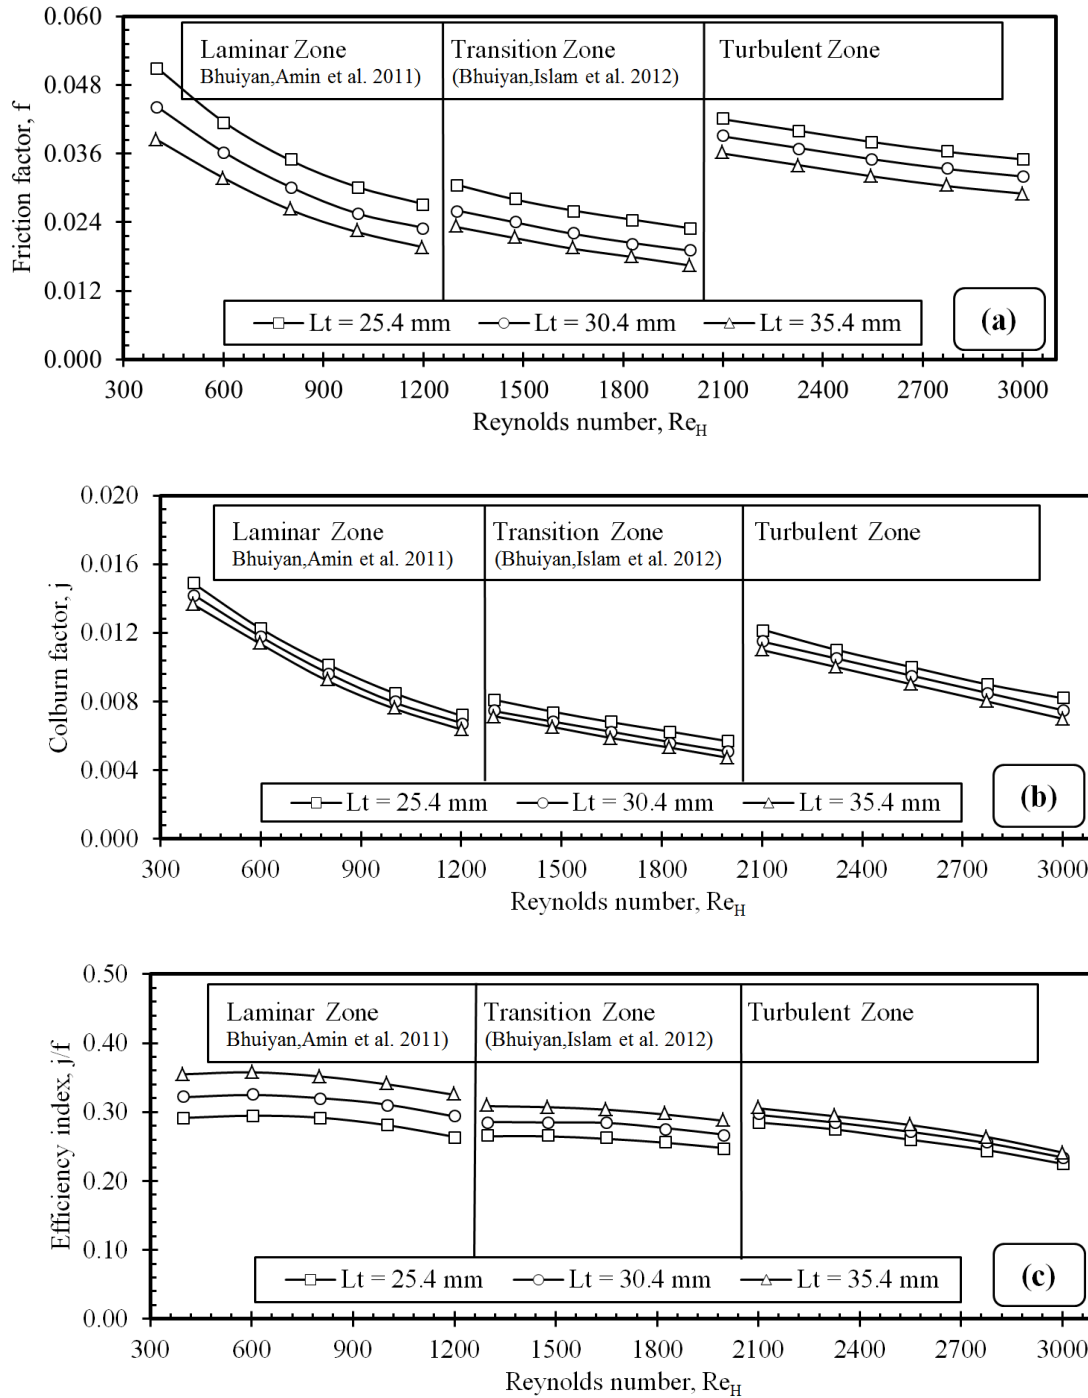 0.060
0.048
0.036
0.024
0.012
0.000
Friction factor, f
Laminar Zone
Bhuiyan,Amin et al. 2011)
Transition Zone
(Bhuiyan,Islam et al. 2012)
Turbulent Zone
Lt = 25.4 mm
Lt = 30.4 mm
Lt = 35.4 mm
(a)
300 600 900 1200 1500 1800 2100 2400 2700 3000
Reynolds number, ReH
0.020
0.016
0.012
0.008
0.004
0.000
Colburn factor, j
Laminar Zone
Bhuiyan,Amin et al. 2011)
Transition Zone
(Bhuiyan,Islam et al. 2012)
Turbulent Zone
Lt = 25.4 mm
Lt = 30.4 mm
Lt = 35.4 mm
(b)
300 600 900 1200 1500 1800 2100 2400 2700 3000
Reynolds number, ReH
0.50
0.40
0.30
0.20
0.10
0.00
Efficiency index, j/f
Laminar Zone
Bhuiyan,Amin et al. 2011)
Transition Zone
(Bhuiyan,Islam et al. 2012)
Turbulent Zone
Lt = 25.4 mm
Lt = 30.4 mm
Lt = 35.4 mm
(c)
300 600 900 1200 1500 1800 2100 2400 2700 3000
Reynolds number, ReH